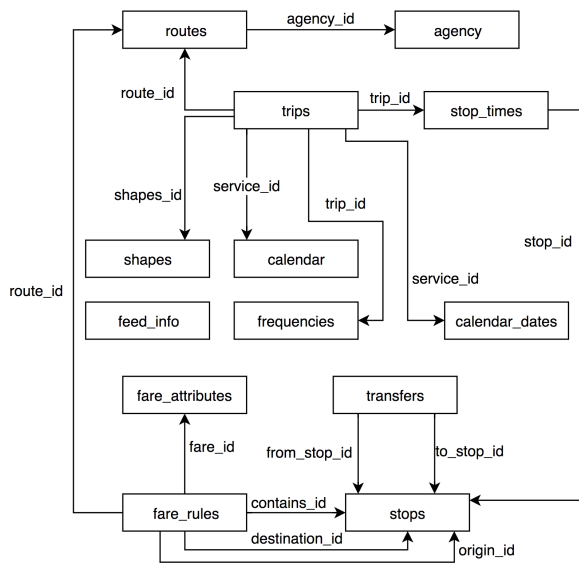 routes
agency_id
agency
route_id
trips
trip_id
stop_times
shapes_id
service_id
trip_id
stop_id
shapes
calendar
service_id
route_id
feed_info
frequencies
calendar_dates
fare_attributes
transfers
fare_id
from_stop_id
to_stop_id
fare_rules
contains_id
stops
destination_id
origin_id